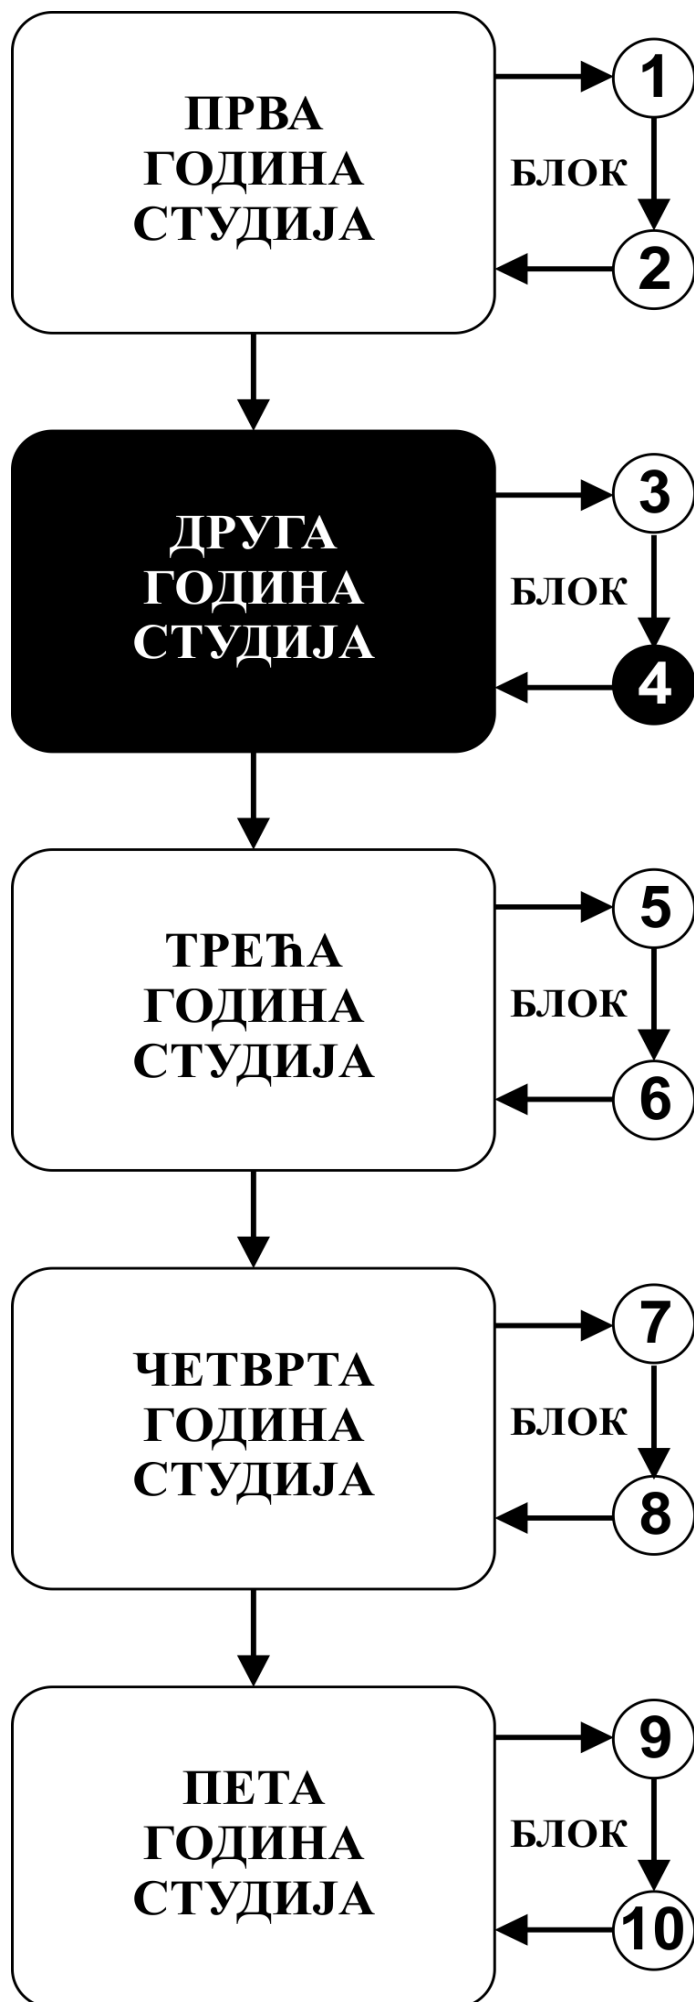 ПРВА
ГОДИНА
СТУДИЈА
1
БЛОК
2
ДРУГА
ГОДИНА
СТУДИЈА
3
БЛОК
4
ТРЕЋА
ГОДИНА
СТУДИЈА
5
БЛОК
6
ЧЕТВРТА
ГОДИНА
СТУДИЈА
7
БЛОК
8
ПЕТА
ГОДИНА
СТУДИЈА
9
БЛОК
10